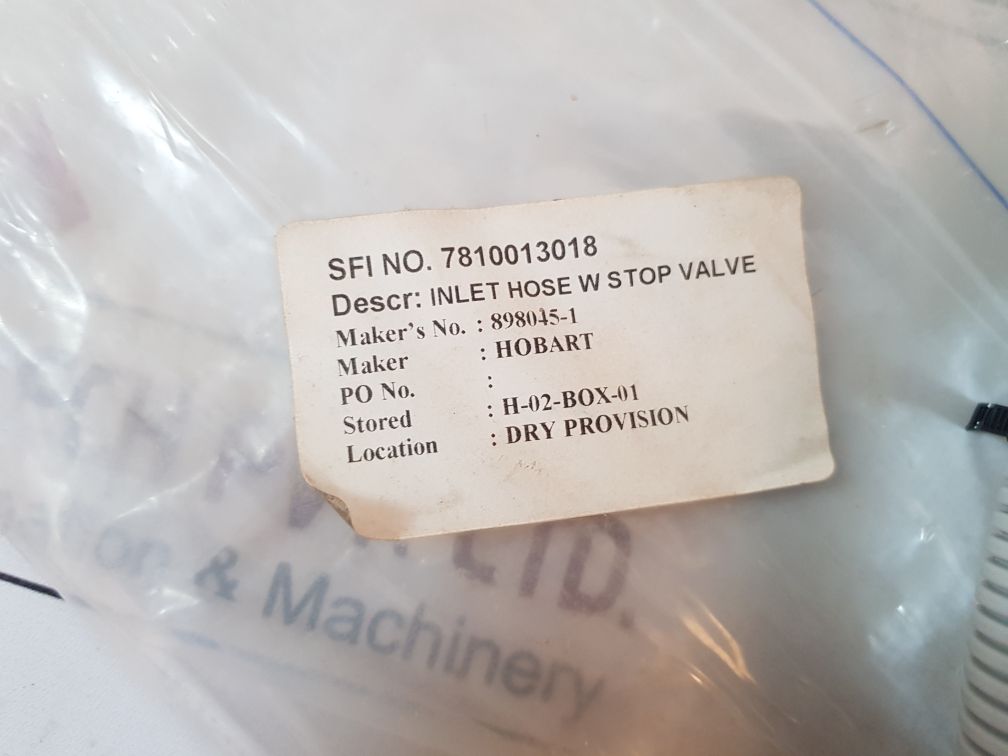 SFI NO. 7810013018
Descr: INLET HOSE W STOP VALVE
Maker's No. : 898045-1
Maker : HOBART
PO No. :
Stored : H-02-BOX-01
Location : DRY PROVISION
LTD.
& Machinery